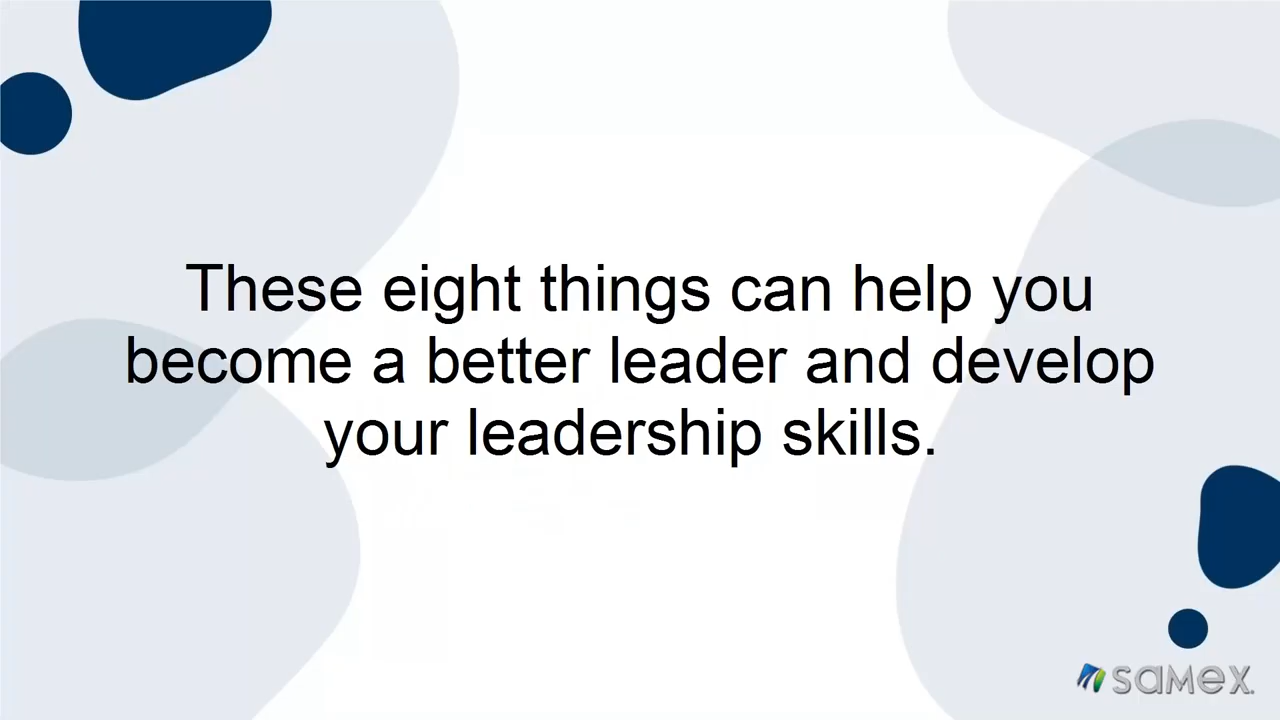 These eight things can help you
become a better leader and develop
your leadership skills.
samex.